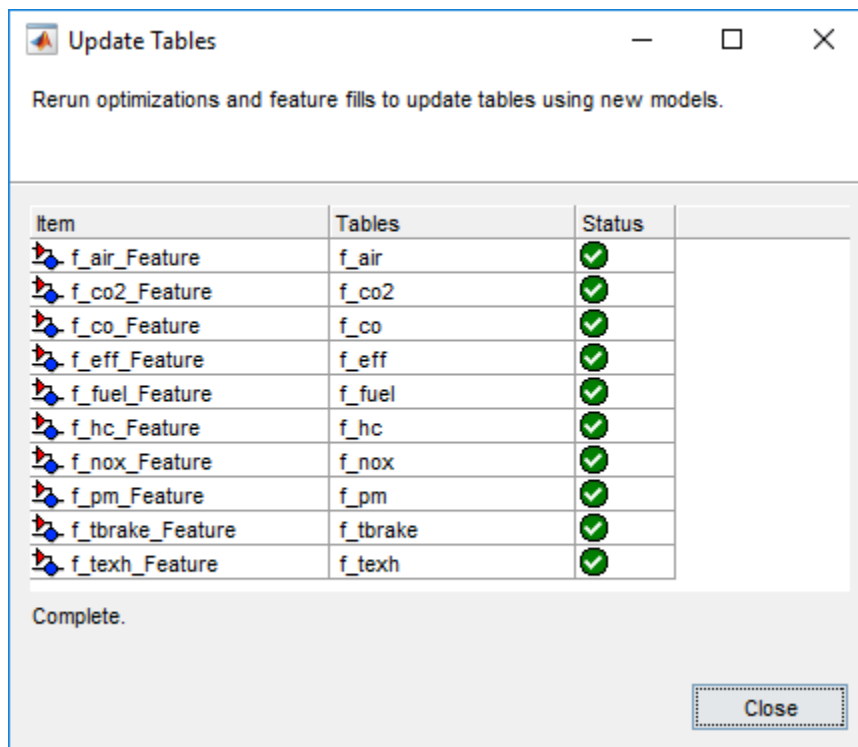 Update Tables
Rerun optimizations and feature fills to update tables using new models.
Item Tables Status
f_air_Feature f_air
f_co2_Feature f_co2
f_co_Feature f_co
f_eff_Feature f_eff
f_fuel_Feature f_fuel
f_hc_Feature f_hc
f_nox_Feature f_nox
f_pm_Feature f_pm
f_tbrake_Feature f_tbrake
f_texh_Feature f_texh
Complete.
Close